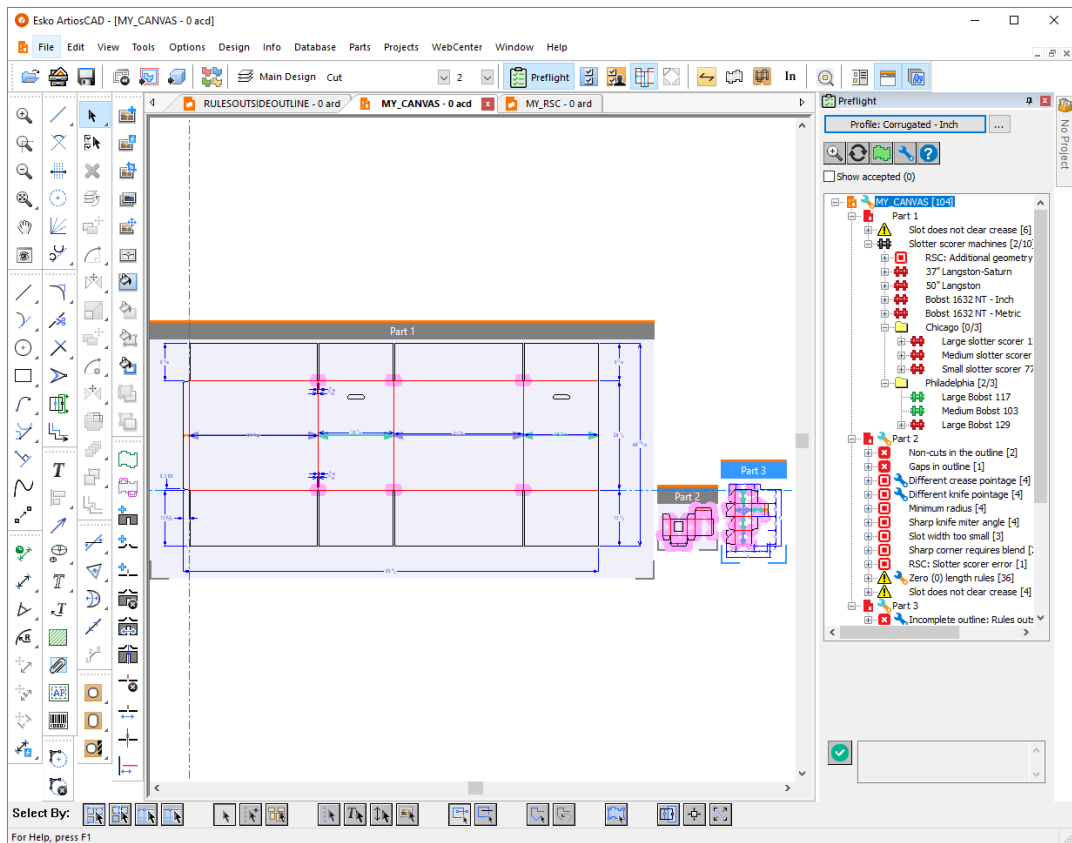 Esko ArtiosCAD - [MY_CANVAS - 0 acd]
File Edit View Tools Options Design Info Database Parts Projects WebCenter Window Help
Main Design Cut 2 Preflight In
RULESOUTSIDEOUTLINE - 0 ard MY_CANVAS - 0 acd MY_RSC - 0 ard
Preflight
No Project
Profile: Corrugated - Inch ...
Show accepted (0)
MY_CANVAS [104]
Part 1
Slot does not clear crease [6]
Slotter scorer machines [2/10]
RSC: Additional geometry
37" Langston-Saturn
50" Langston
Bobst 1632 NT - Inch
Bobst 1632 NT - Metric
Chicago [0/3]
Large slotter scorer
Medium slotter scorer
Small slotter scorer 77
Philadelphia [2/3]
Large Bobst 117
Medium Bobst 103
Large Bobst 129
Part 2
Non-cuts in the outline [2]
Gaps in outline [1]
Different crease pointage [4]
Different knife pointage [4]
Minimum radius [4]
Sharp knife miter angle [4]
Slot width too small [3]
Sharp corner requires blend
RSC: Slotter scorer error [1]
Zero (0) length rules [36]
Slot does not clear crease [4]
Part 3
Incomplete outline: Rules outs
Part 1
Part 2
Part 3
Select By:
For Help, press F1